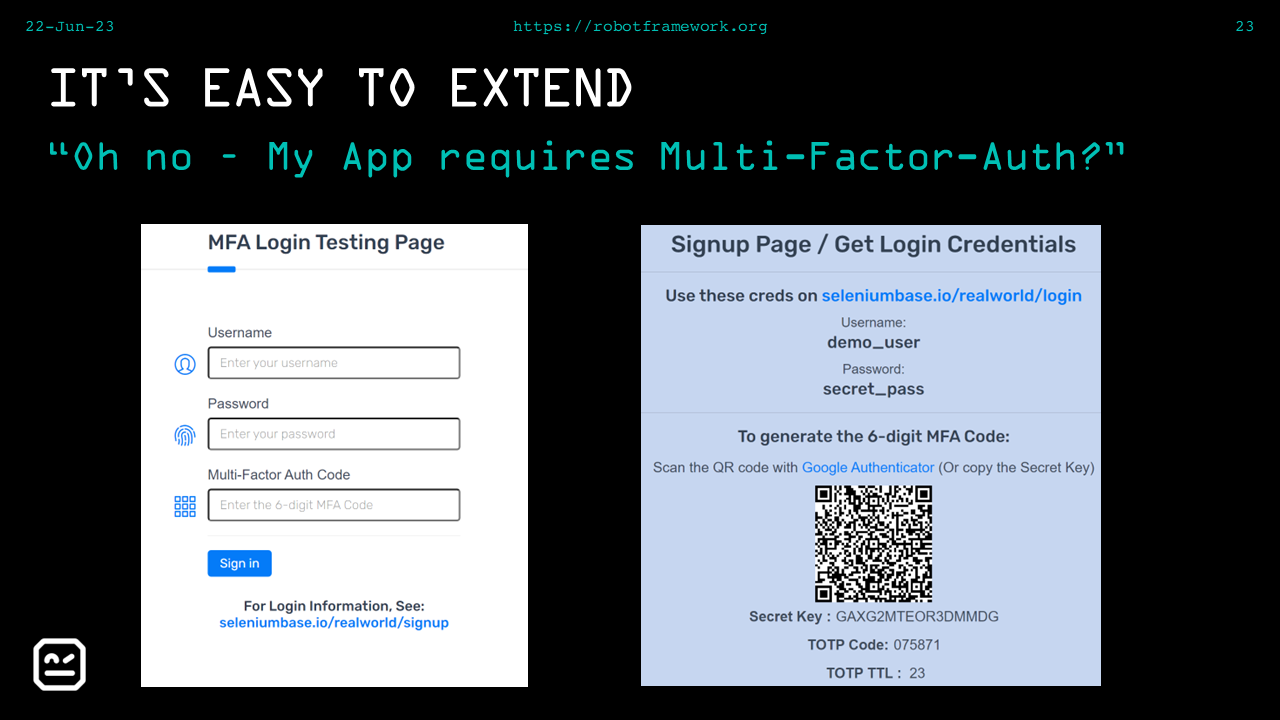 22-Jun-23
https://robotframework.org
23
IT'S EASY TO EXTEND
“Oh no - My App requires Multi-Factor-Auth?”
MFA Login Testing Page
Username
Enter your username
Password
Enter your password
Multi-Factor Auth Code
Enter the 6-digit MFA Code
Sign in
For Login Information, See:
seleniumbase.io/realworld/signup
Signup Page / Get Login Credentials
Use these creds on seleniumbase.io/realworld/login
Username:
demo_user
Password:
secret_pass
To generate the 6-digit MFA Code:
Scan the QR code with Google Authenticator (Or copy the Secret Key)
Secret Key : GAXG2MTEOR3DMMDG
TOTP Code: 075871
TOTP TTL : 23